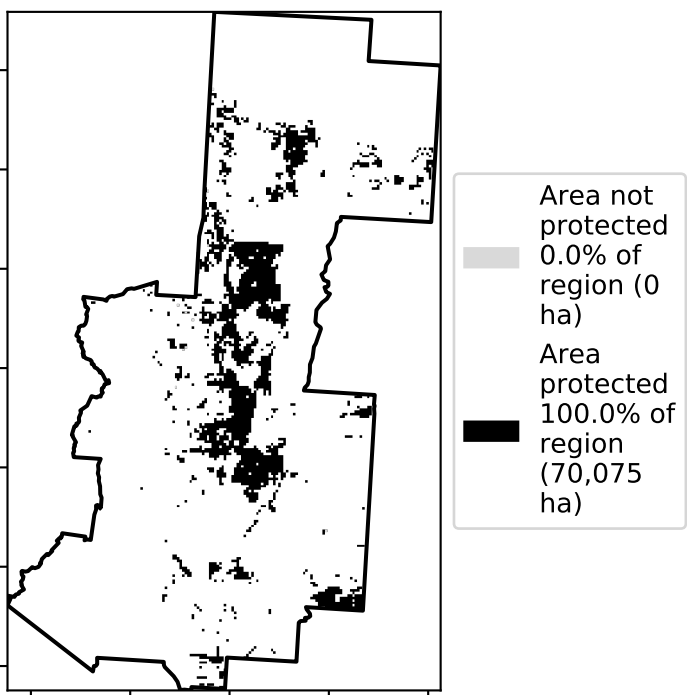 Area not
protected
0.0% of
region (0
ha)
Area
protected
100.0% of
region
(70,075
ha)